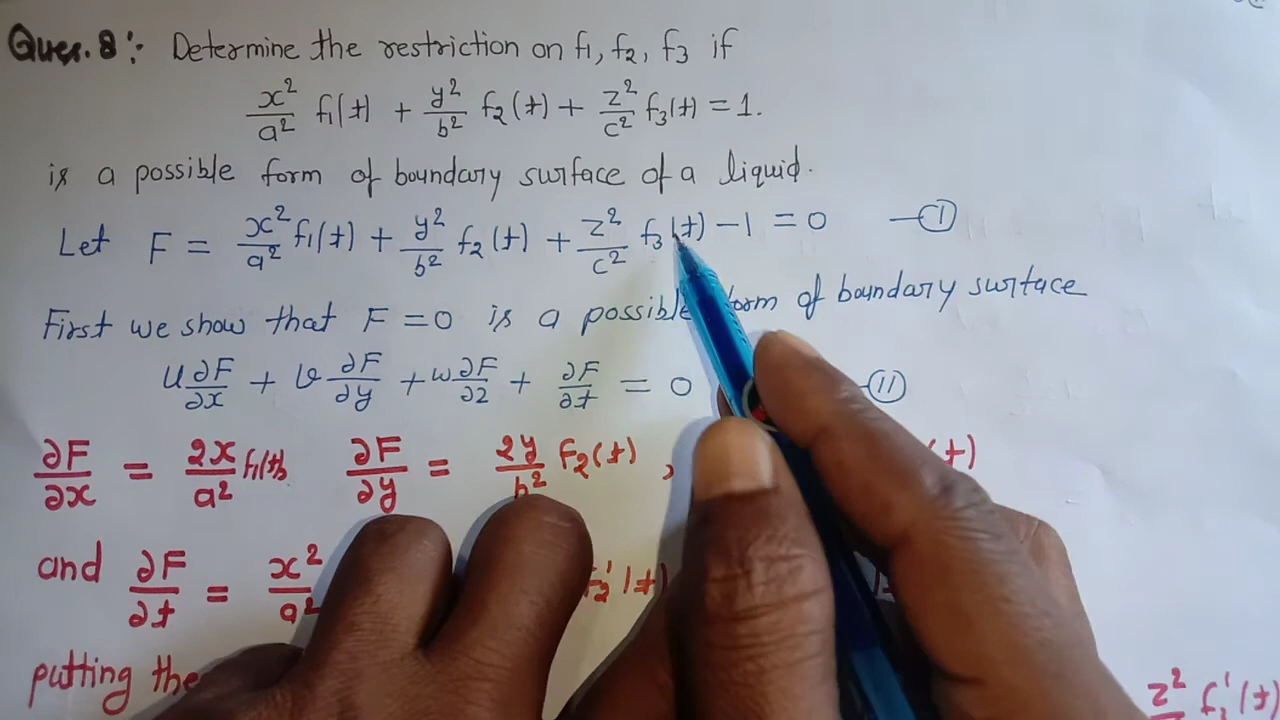 Ques. 8:- Determine the restriction on f1, f2, f3 if
x²/a² f1(t) + y²/b² f2(t) + z²/c² f3(t) = 1.
is a possible form of boundary surface of a liquid.
Let F = x²/a² f1(t) + y²/b² f2(t) + z²/c² f3(t) - 1 = 0 — (I)
First we show that F = 0 is a possible form of boundary surface
u ∂F/∂x + v ∂F/∂y + w ∂F/∂z + ∂F/∂t = 0 (II)
∂F/∂x = 2x/a² f1(t), ∂F/∂y = 2y/b² f2(t), (t)
and ∂F/∂t = x²/a² f2'(t)
putting the z² f1'(t)